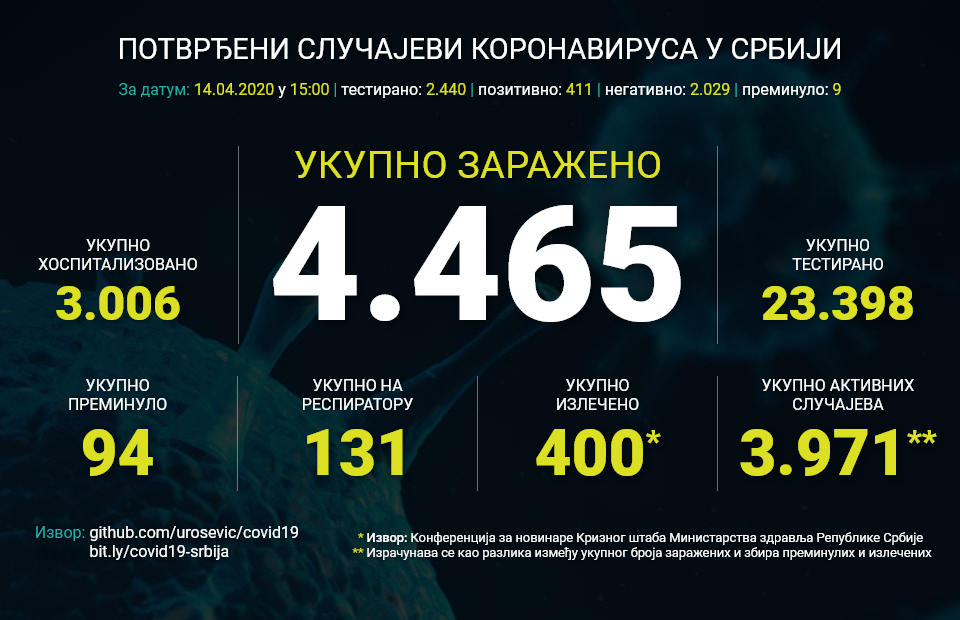 ПОТВРЂЕНИ СЛУЧАЈЕВИ КОРОНАВИРУСА У СРБИЈИ
За датум: 14.04.2020 у 15:00 | тестирано: 2.440 | позитивно: 411 | негативно: 2.029 | преминуло: 9
УКУПНО ЗАРАЖЕНО
4.465
УКУПНО
ХОСПИТАЛИЗОВАНО
3.006
УКУПНО
ТЕСТИРАНО
23.398
УКУПНО
ПРЕМИНУЛО
94
УКУПНО НА
РЕСПИРАТОРУ
131
УКУПНО
ИЗЛЕЧЕНО
400*
УКУПНО АКТИВНИХ
СЛУЧАЈЕВА
3.971**
Извор: github.com/urosevic/covid19
bit.ly/covid19-srbija
* Извор: Конференција за новинаре Кризног штаба Министарства здравља Републике Србије
** Израчунава се као разлика између укупног броја заражених и збира преминулих и излечених